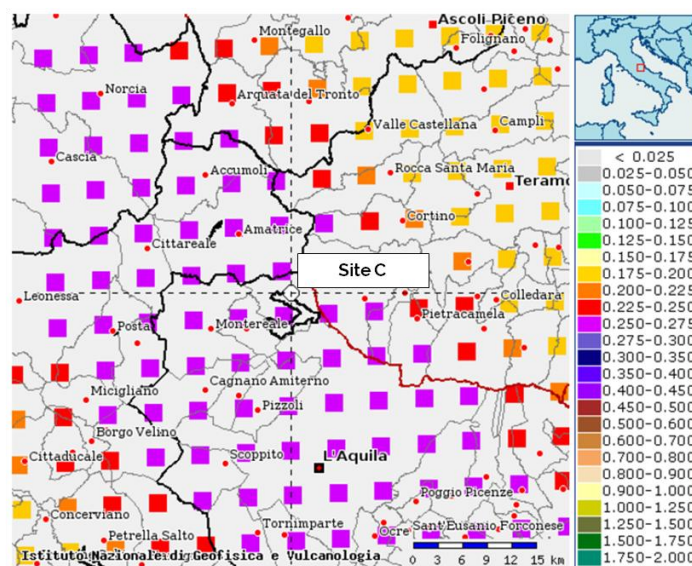 Ascoli Piceno
Montegallo
Folignano
Norcia
Arquata del Tronto
Valle Castellana
Campli
Cascia
Accumoli
Rocca Santa Maria
Teramo
Amatrice
Cortino
Cittareale
Site C
Leonessa
Colledara
Posta
Montereale
Pietracamela
Cagnano Amiterno
Micigliano
Pizzoli
Borgo Velino
Cittaducale
Scoppito
L'Aquila
Poggio Picenze
Concerviano
Petrella Salto
Tornimparte
Ocre
Sant'Eusanio Forconese
Istituto Nazionale di Geofisica e Vulcanologia
0 3 6 9 12 15 km
< 0.025
0.025-0.050
0.050-0.075
0.075-0.100
0.100-0.125
0.125-0.150
0.150-0.175
0.175-0.200
0.200-0.225
0.225-0.250
0.250-0.275
0.275-0.300
0.300-0.350
0.350-0.400
0.400-0.450
0.450-0.500
0.500-0.600
0.600-0.700
0.700-0.800
0.800-0.900
0.900-1.000
1.000-1.250
1.250-1.500
1.500-1.750
1.750-2.000